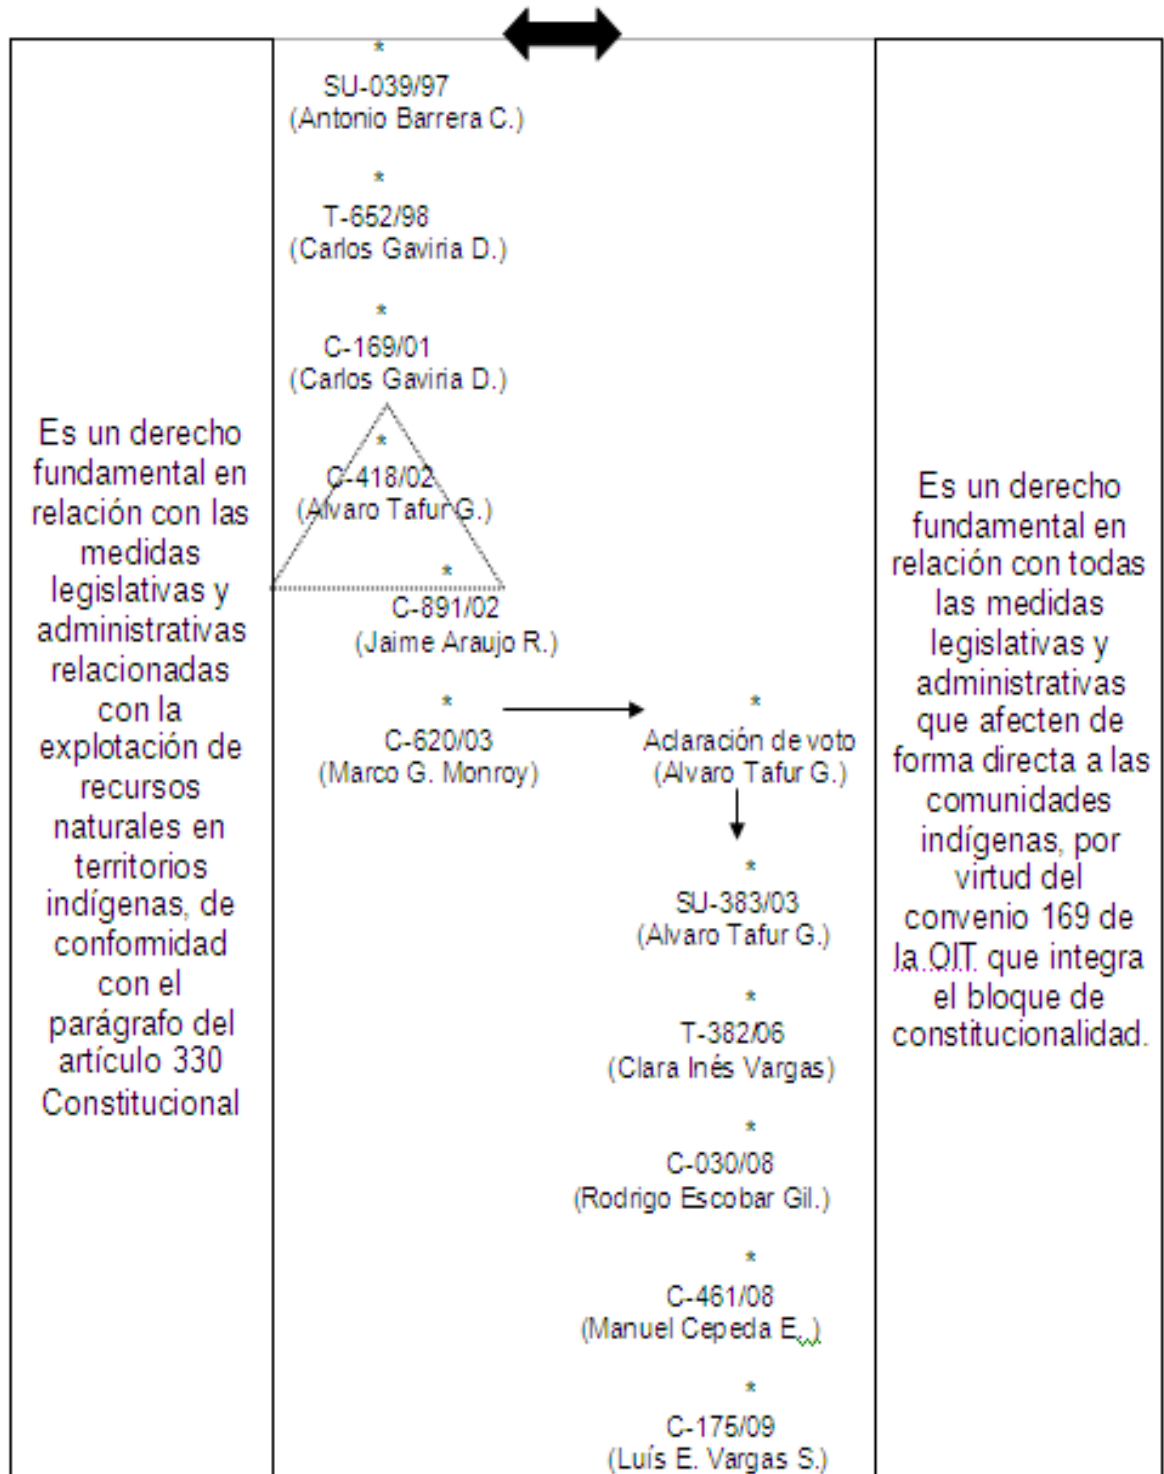 Es un derecho
fundamental en
relación con las
medidas
legislativas y
administrativas
relacionadas
con la
explotación de
recursos
naturales en
territorios
indígenas, de
conformidad
con el
parágrafo del
artículo 330
Constitucional
*
SU-039/97
(Antonio Barrera C.)
*
T-652/98
(Carlos Gaviria D.)
*
C-169/01
(Carlos Gaviria D.)
*
C-418/02
(Alvaro Tafur G.)
*
C-891/02
(Jaime Araujo R.)
*
C-620/03
(Marco G. Monroy)
*
Aclaración de voto
(Alvaro Tafur G.)
*
SU-383/03
(Alvaro Tafur G.)
*
T-382/06
(Clara Inés Vargas)
*
C-030/08
(Rodrigo Escobar Gil.)
*
C-461/08
(Manuel Cepeda E. )
*
C-175/09
(Luís E. Vargas S.)
Es un derecho
fundamental en
relación con todas
las medidas
legislativas y
administrativas
que afecten de
forma directa a las
comunidades
indígenas, por
virtud del
convenio 169 de
la OIT que integra
el bloque de
constitucionalidad.